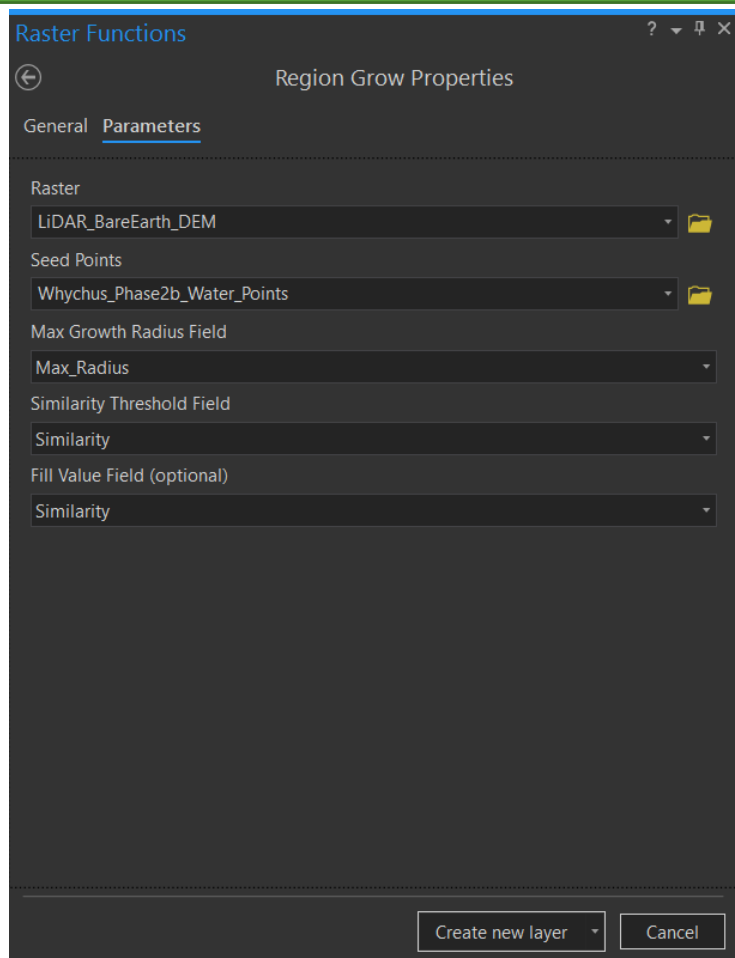 Raster Functions
?
Region Grow Properties
General Parameters
Raster
LiDAR_BareEarth_DEM
Seed Points
Whychus_Phase2b_Water_Points
Max Growth Radius Field
Max_Radius
Similarity Threshold Field
Similarity
Fill Value Field (optional)
Similarity
Create new layer
Cancel